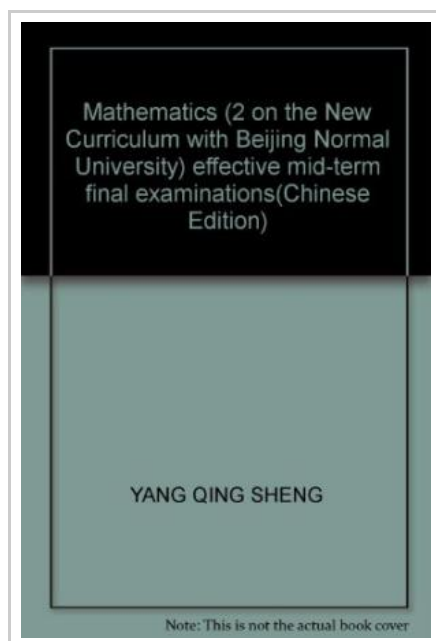 Mathematics (2 on the New
Curriculum with Beijing Normal
University) effective mid-term
final examinations(Chinese
Edition)
YANG QING SHENG
Note: This is not the actual book cover